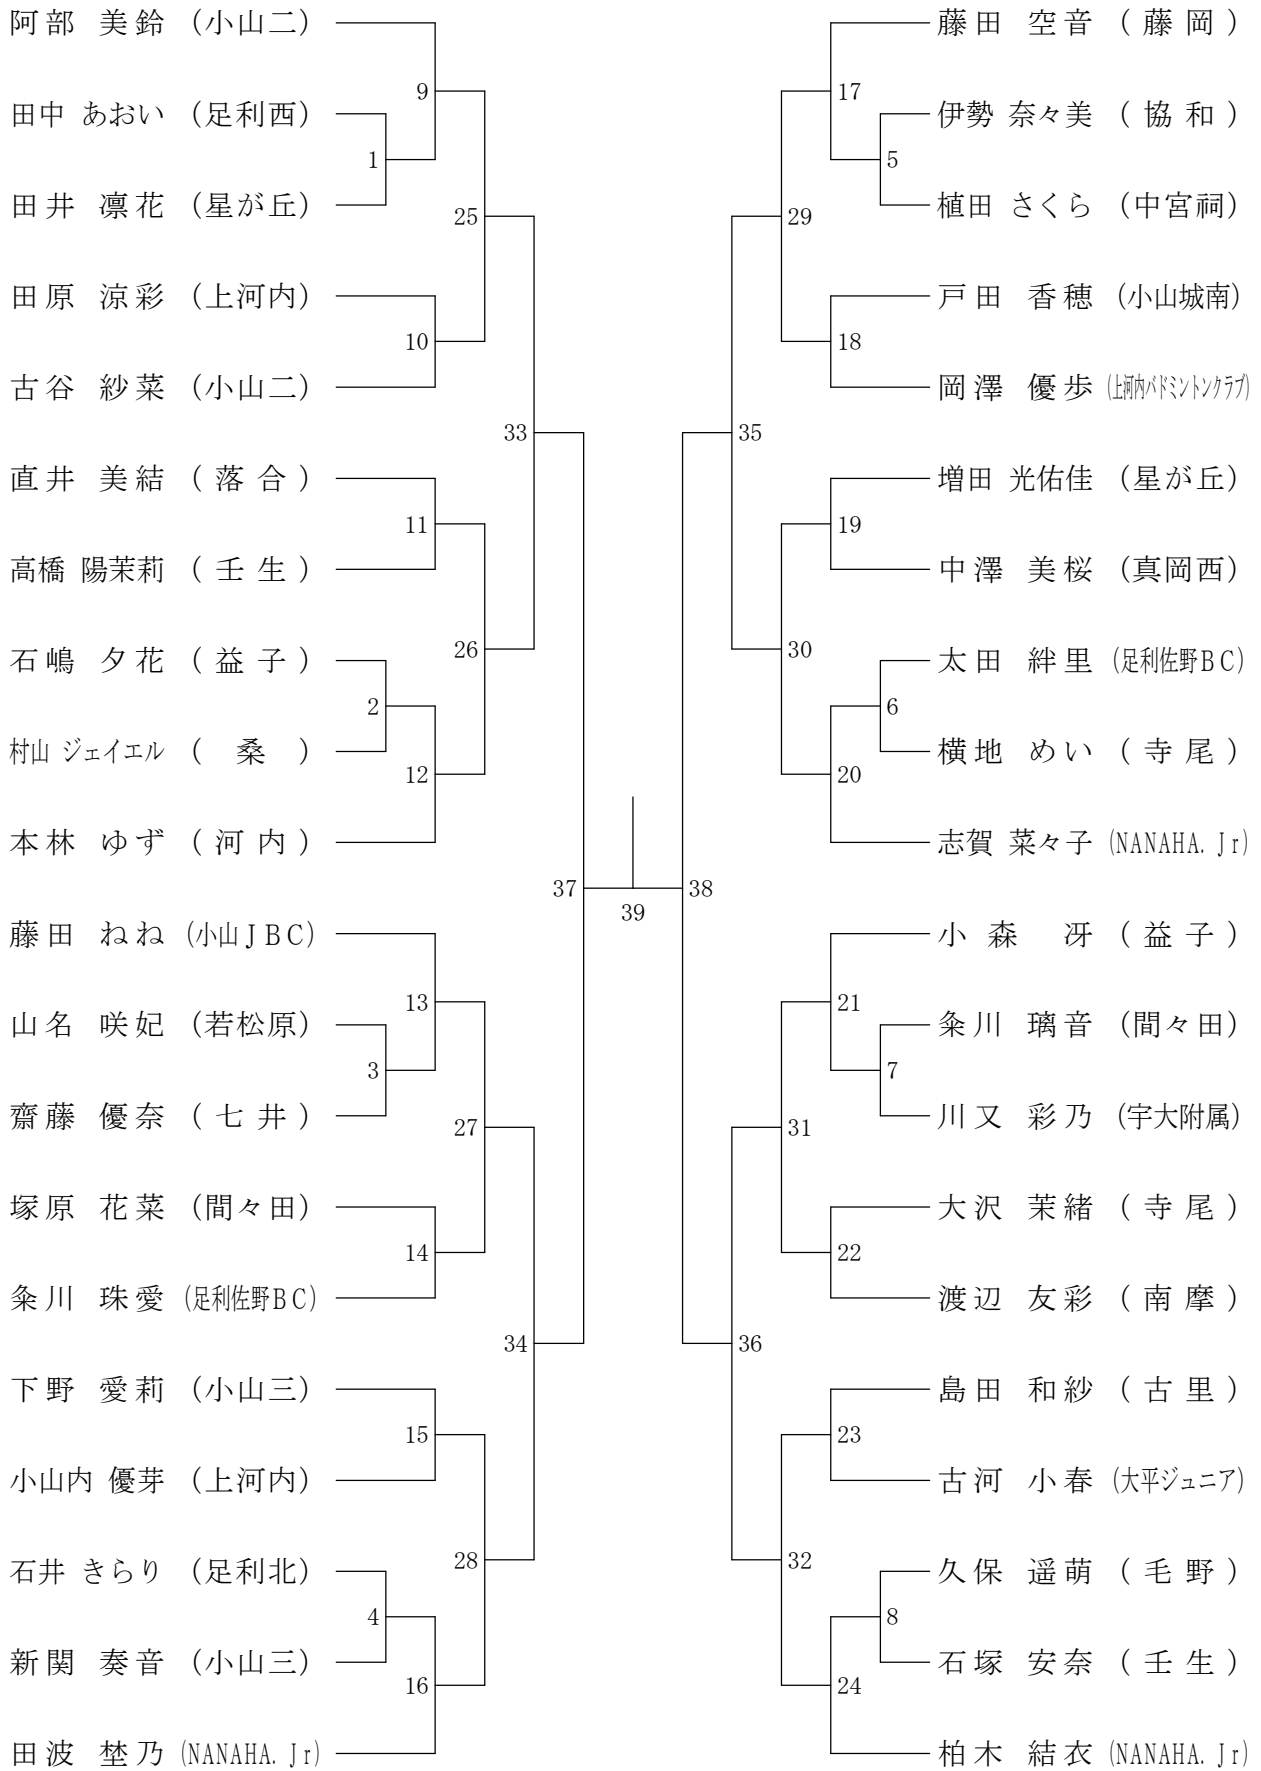 阿部 美鈴 (小山二)
田中 あおい (足利西)
田井 凛花 (星が丘)
田原 涼彩 (上河内)
古谷 紗菜 (小山二)
直井 美結 (落合)
高橋 陽茉莉 (壬生)
石嶋 夕花 (益子)
村山 ジェイエル (桑)
本林 ゆず (河内)
藤田 ねね (小山JBC)
山名 咲妃 (若松原)
齋藤 優奈 (七井)
塚原 花菜 (間々田)
粂川 珠愛 (足利佐野BC)
下野 愛莉 (小山三)
小山内 優芽 (上河内)
石井 きらり (足利北)
新関 奏音 (小山三)
田波 埜乃 (NANAHA.Jr)
1
2
3
4
9
10
11
12
13
14
15
16
25
26
27
28
33
34
37
39
38
35
36
29
30
31
32
17
18
19
20
21
22
23
24
5
6
7
8
藤田 空音 (藤岡)
伊勢 奈々美 (協和)
植田 さくら (中宮祠)
戸田 香穂 (小山城南)
岡澤 優歩 (上河内バドミントンクラブ)
増田 光佑佳 (星が丘)
中澤 美桜 (真岡西)
太田 絆里 (足利佐野BC)
横地 めい (寺尾)
志賀 菜々子 (NANAHA.Jr)
小森 冴 (益子)
粂川 璃音 (間々田)
川又 彩乃 (宇大附属)
大沢 茉緒 (寺尾)
渡辺 友彩 (南摩)
島田 和紗 (古里)
古河 小春 (大平ジュニア)
久保 遥萌 (毛野)
石塚 安奈 (壬生)
柏木 結衣 (NANAHA.Jr)